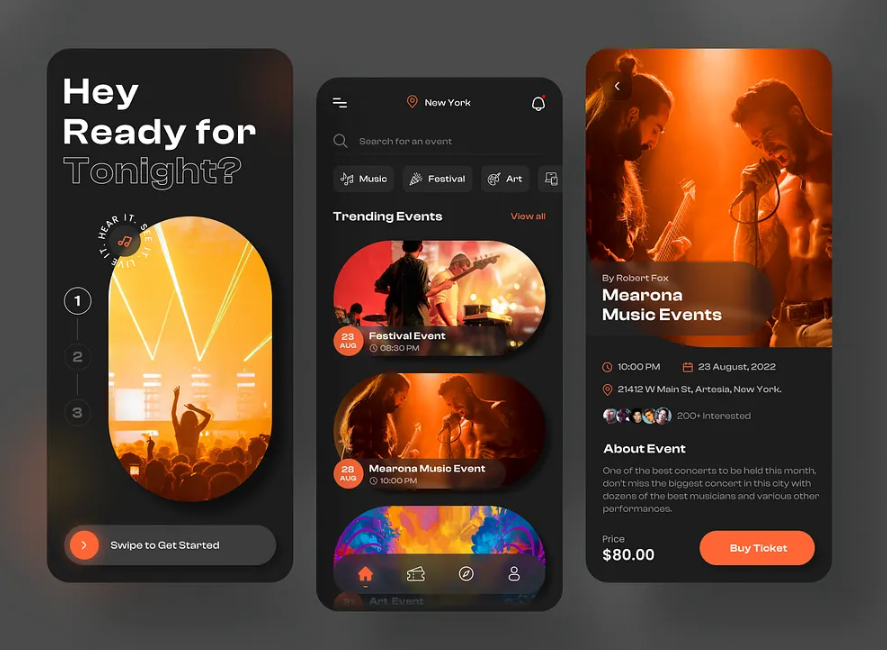 Hey
Ready for
Tonight?
HEAR IT. SEE IT. LIVE IT.
1
2
3
Swipe to Get Started
New York
Search for an event
Music
Festival
Art
Trending Events
View all
23
AUG
Festival Event
08:30 PM
28
AUG
Mearona Music Event
10:00 PM
Art Event
By Robert Fox
Mearona
Music Events
10:00 PM
23 August, 2022
21412 W Main St, Artesia, New York.
200+ Interested
About Event
One of the best concerts to be held this month,
don't miss the biggest concert in this city with
dozens of the best musicians and various other
performances.
Price
$80.00
Buy Ticket